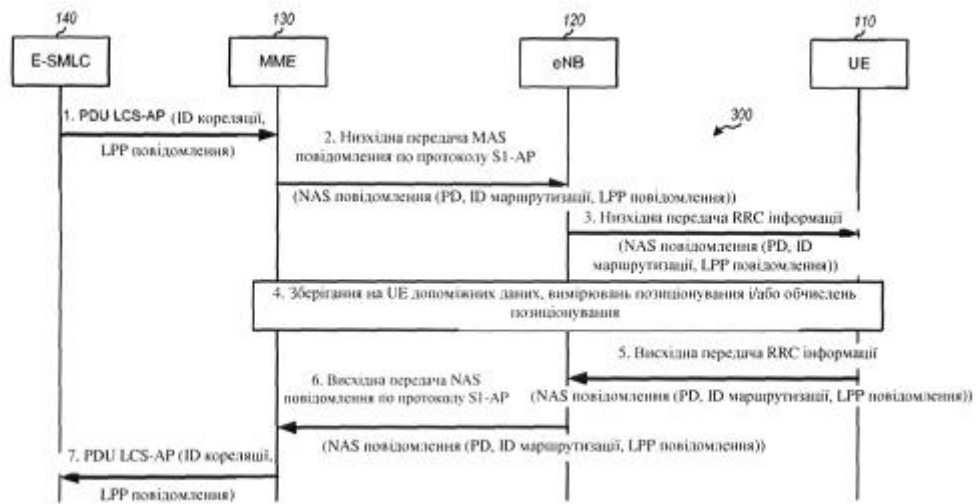 140
130
120
110
E-SMLC
MME
eNB
UE
1. PDU LCS-AP (ID кореляції,
LPP повідомлення)
2. Низхідна передача MAS
повідомлення по протоколу S1-AP
300
(NAS повідомлення (PD, ID маршрутизації, LPP повідомлення))
3. Низхідна передача RRC інформації
(NAS повідомлення (PD, ID
маршрутизації, LPP повідомлення))
4. Зберігання на UE допоміжних даних, вимірювань позиціонування і/або обчислень
позиціонування
5. Висхідна передача RRC інформації
6. Висхідна передача NAS
повідомлення по протоколу S1-AP
(NAS повідомлення (PD, ID маршрутизації, LPP повідомлення))
(NAS повідомлення (PD, ID маршрутизації, LPP повідомлення))
7. PDU LCS-AP (ID кореляції,
LPP повідомлення)